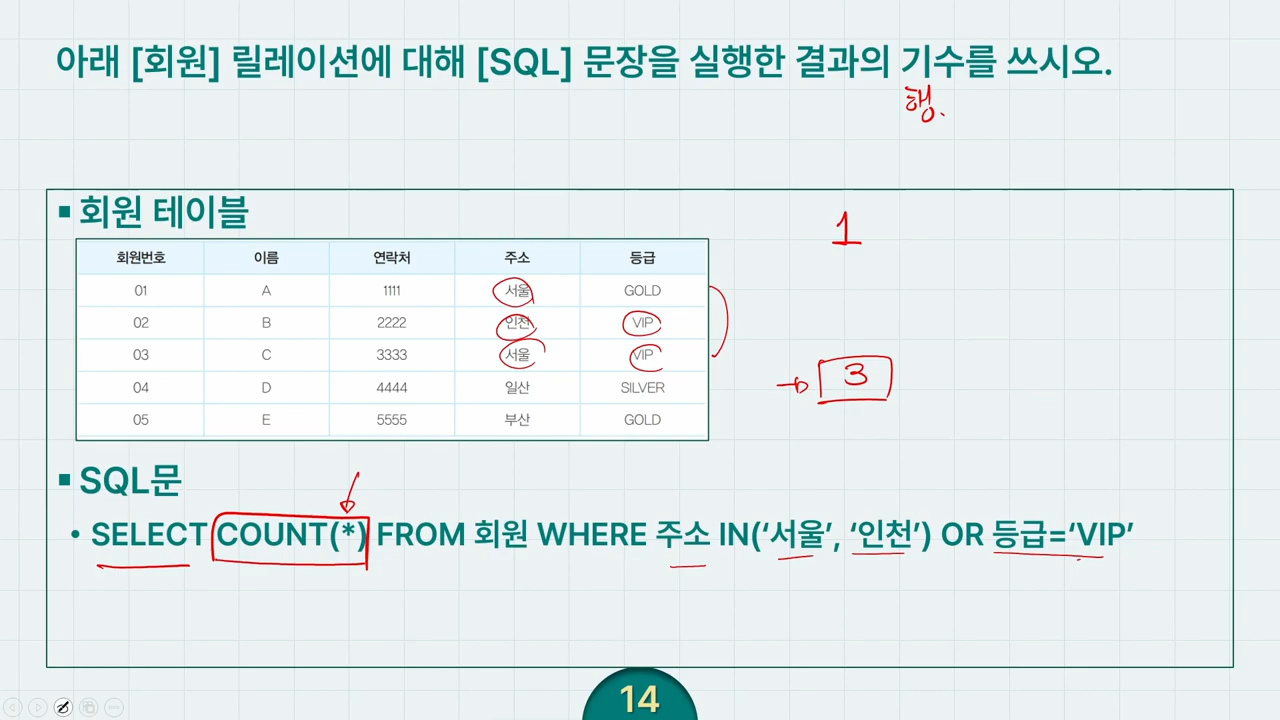 아래 [회원] 릴레이션에 대해 [SQL] 문장을 실행한 결과의 기수를 쓰시오.
행.
▪ 회원 테이블
1
회원번호 이름 연락처 주소 등급
01 A 1111 서울 GOLD
02 B 2222 인천 VIP
03 C 3333 서울 VIP
04 D 4444 일산 SILVER
05 E 5555 부산 GOLD
→ 3
▪ SQL문
• SELECT COUNT(*) FROM 회원 WHERE 주소 IN(‘서울’, ‘인천’) OR 등급=‘VIP’
14